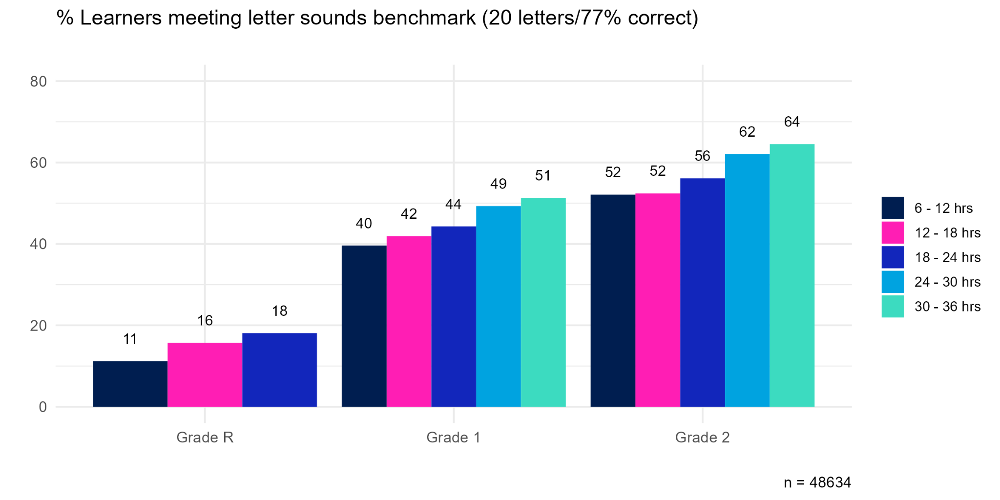 % Learners meeting letter sounds benchmark (20 letters/77% correct)
80
60
40
20
0
11
16
18
40
42
44
49
51
52
52
56
62
64
Grade R
Grade 1
Grade 2
6 - 12 hrs
12 - 18 hrs
18 - 24 hrs
24 - 30 hrs
30 - 36 hrs
n = 48634